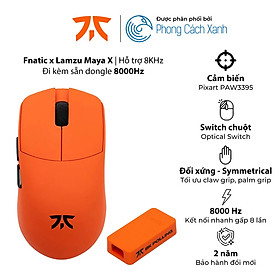 Được phân phối bởi
Phong Cách Xanh
Fnatic x Lamzu Maya X | Hỗ trợ 8KHz
Đi kèm sẵn dongle 8000Hz
Cảm biến
Pixart PAW3395
Switch chuột
Optical Switch
Đối xứng - Symmetrical
Tối ưu claw grip, palm grip
8000 Hz
Kết nối nhanh gấp 8 lần
2 năm
Bảo hành đổi mới
8K POLLING